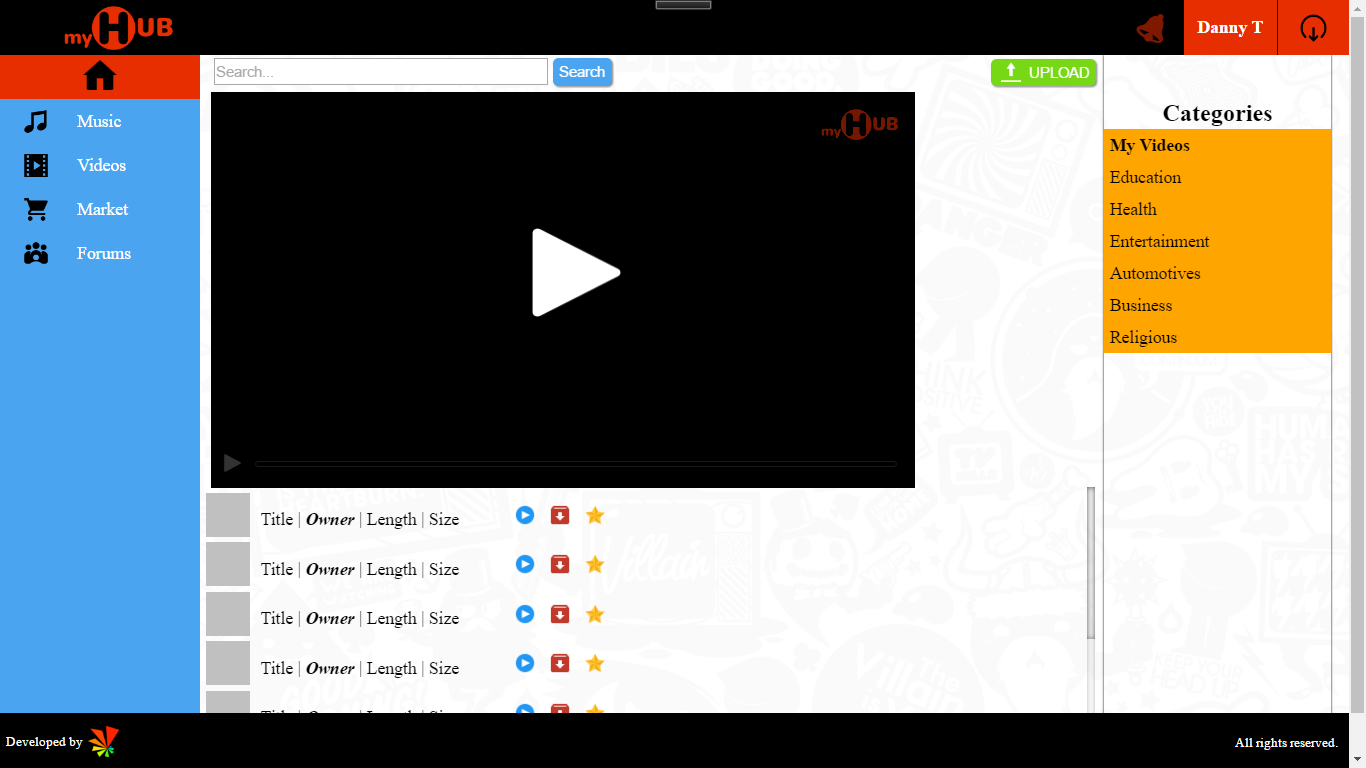 myHUB
Danny T
Search...
Search
UPLOAD
Music
Videos
Market
Forums
myHUB
Categories
My Videos
Education
Health
Entertainment
Automotives
Business
Religious
Title | Owner | Length | Size
Title | Owner | Length | Size
Title | Owner | Length | Size
Title | Owner | Length | Size
Developed by
All rights reserved.